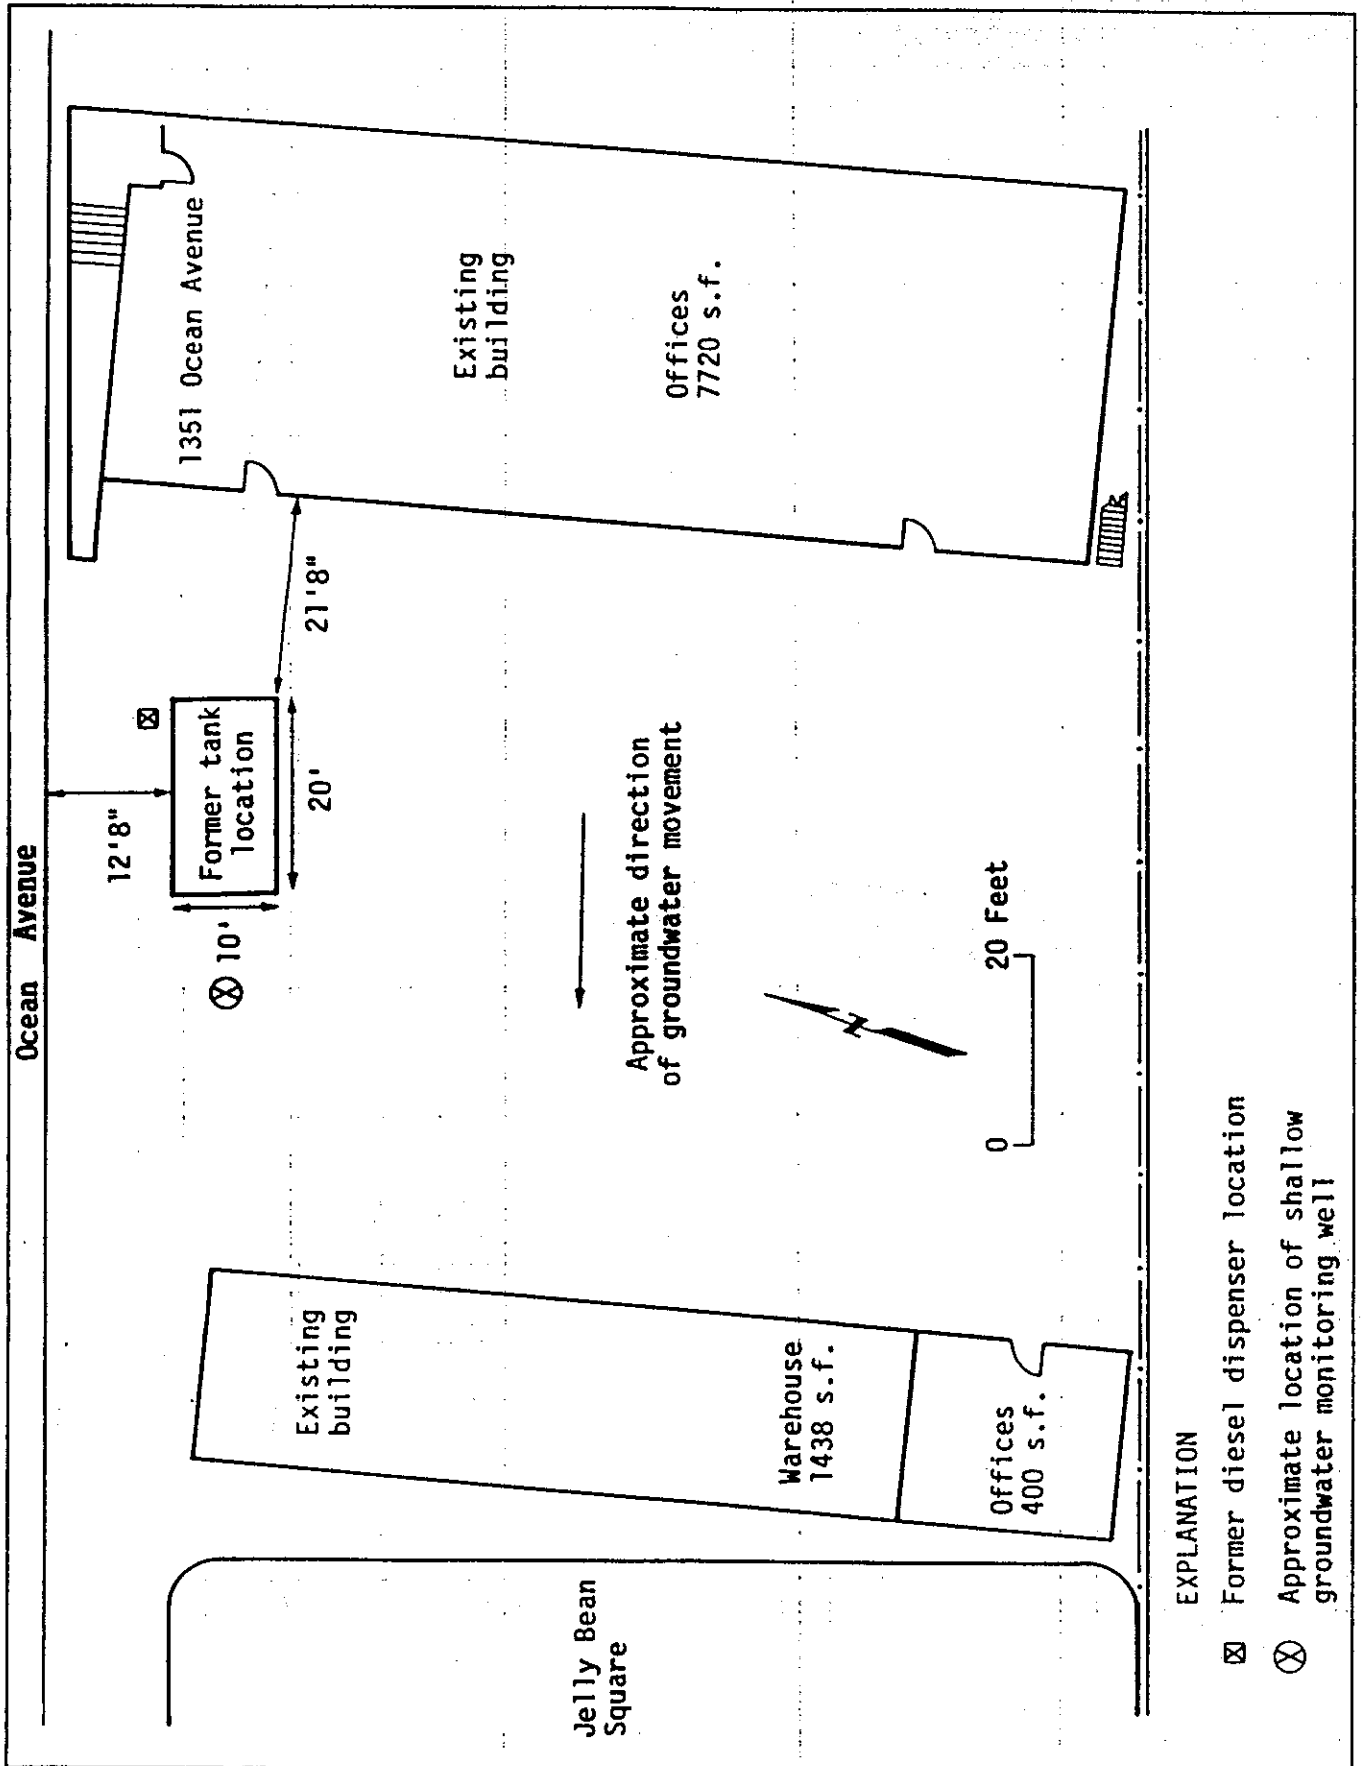 Ocean Avenue
12'8"
Former tank
location
20'
10'
21'8"
1351 Ocean Avenue
Existing
building
Offices
7720 s.f.
Approximate direction
of groundwater movement
N
0
20 Feet
Existing
building
Warehouse
1438 s.f.
Offices
400 s.f.
Jelly Bean
Square
EXPLANATION
Former diesel dispenser location
Approximate location of shallow
groundwater monitoring well